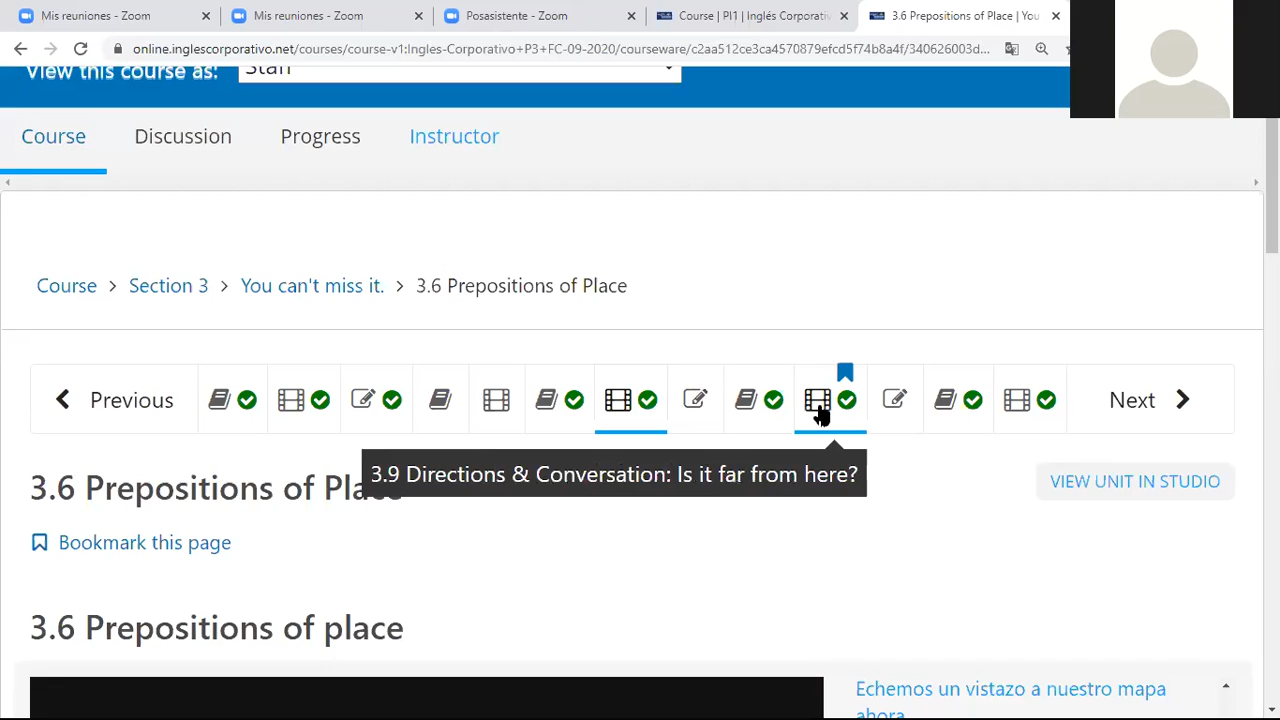 Mis reuniones - Zoom
Mis reuniones - Zoom
Posasistente - Zoom
Course | PI1 | Inglés Corporativ
3.6 Prepositions of Place | You
online.inglescorporativo.net/courses/course-v1:Ingles-Corporativo+P3+FC-09-2020/courseware/c2aa512ce3ca4570879efcd5f74b8a4f/340626003d...
View this course as:
Staff
Course
Discussion
Progress
Instructor
Course > Section 3 > You can't miss it. > 3.6 Prepositions of Place
Previous
Next
3.9 Directions & Conversation: Is it far from here?
3.6 Prepositions of Place
VIEW UNIT IN STUDIO
Bookmark this page
3.6 Prepositions of place
Echemos un vistazo a nuestro mapa
ahora